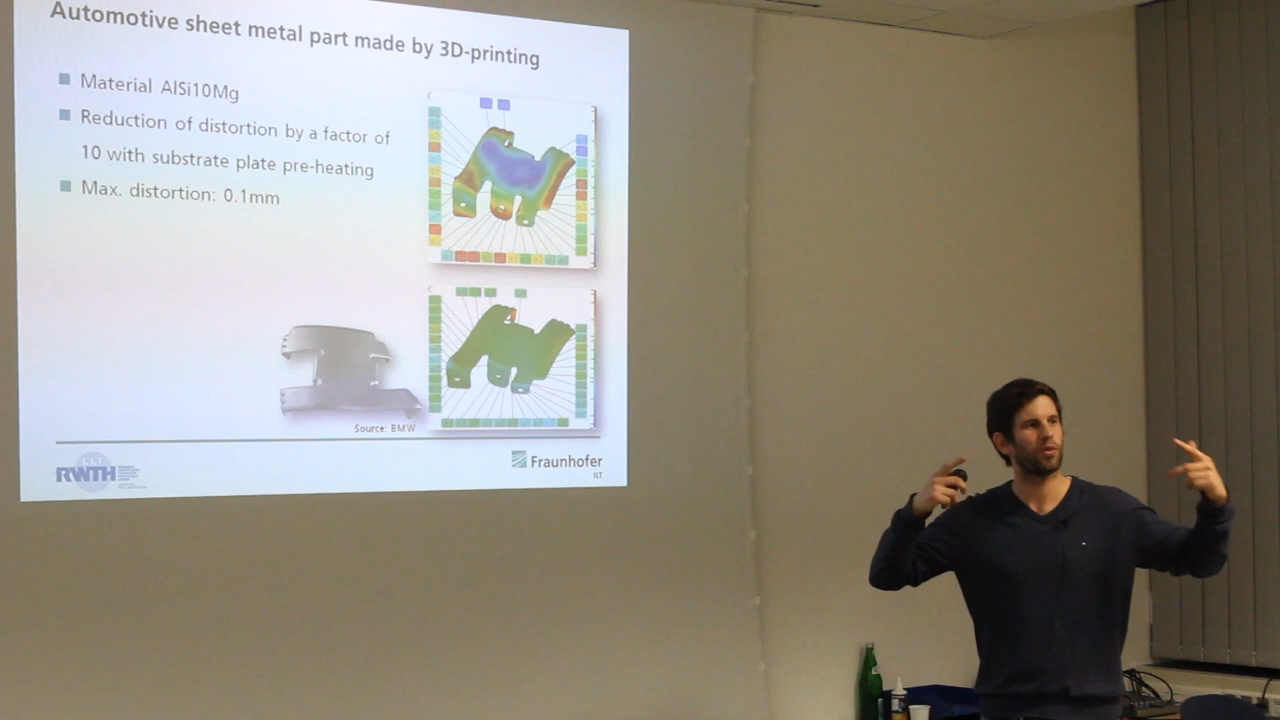 Automotive sheet metal part made by 3D-printing
Material AlSi10Mg
Reduction of distortion by a factor of
10 with substrate plate pre-heating
Max. distortion: 0.1mm
Source: BMW
RWTH
Fraunhofer
ILT